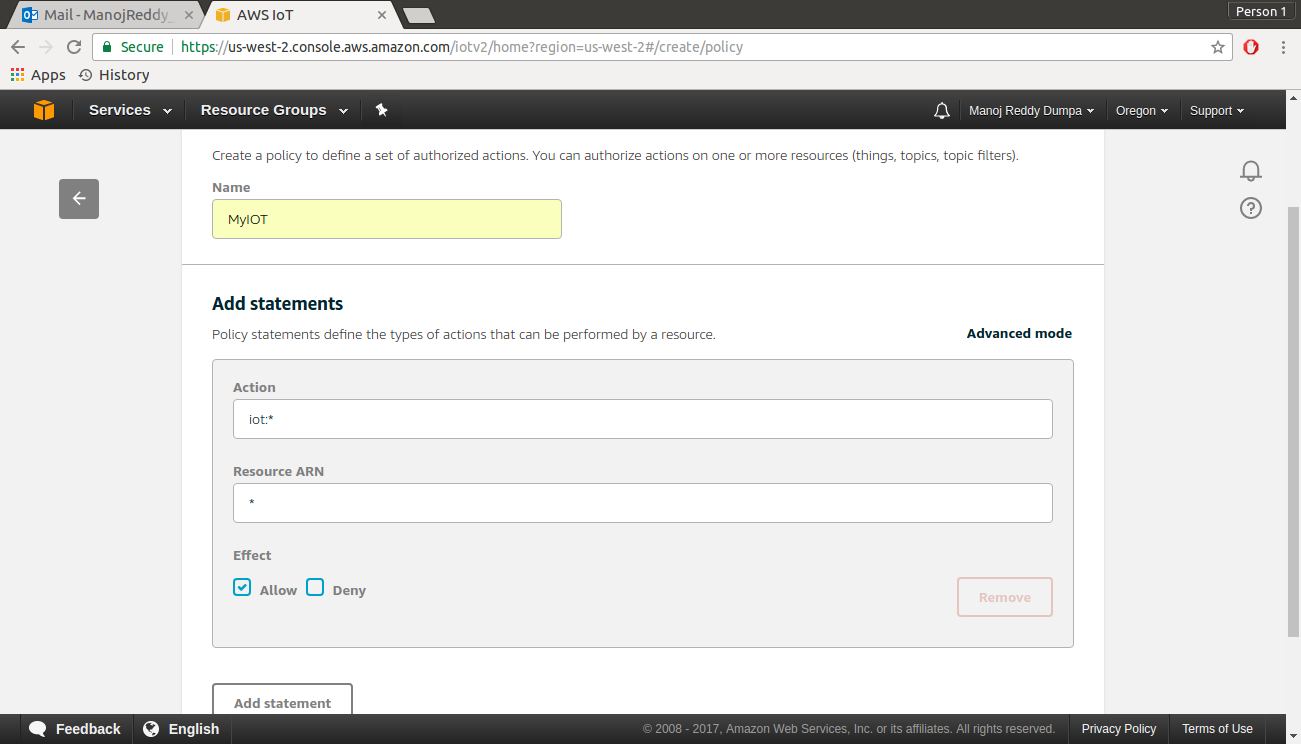 Mail - ManojReddy_
AWS IoT
Person 1
Secure
https://us-west-2.console.aws.amazon.com/iotv2/home?region=us-west-2#/create/policy
Apps
History
Services
Resource Groups
Manoj Reddy Dumpa
Oregon
Support
Create a policy to define a set of authorized actions. You can authorize actions on one or more resources (things, topics, topic filters).
Name
MyIOT
Add statements
Policy statements define the types of actions that can be performed by a resource.
Advanced mode
Action
iot:*
Resource ARN
*
Effect
Allow
Deny
Remove
Add statement
Feedback
English
© 2008 - 2017, Amazon Web Services, Inc. or its affiliates. All rights reserved.
Privacy Policy
Terms of Use